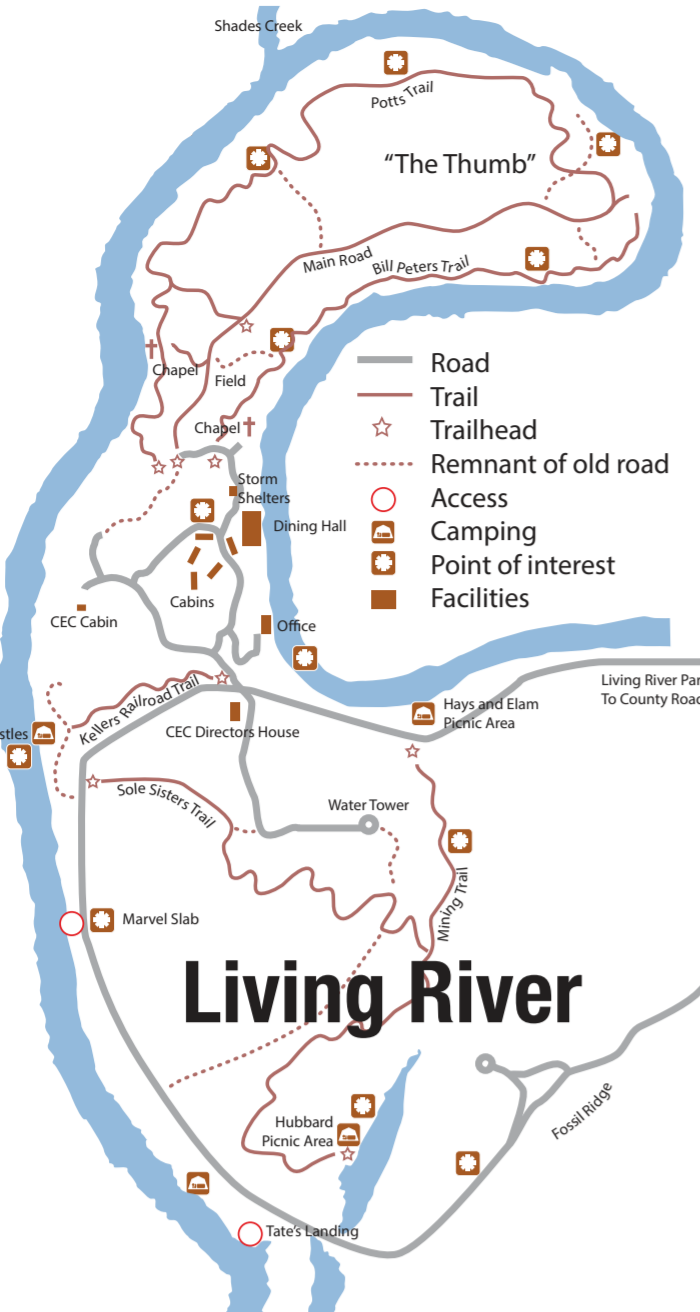 Shades Creek
Potts Trail
"The Thumb"
Main Road
Bill Peters Trail
Chapel
Field
Chapel
Road
Trail
Trailhead
Remnant of old road
Access
Camping
Point of interest
Facilities
Storm
Shelters
Dining Hall
Cabins
CEC Cabin
Office
Living River Par
To County Roa
Kellers Railroad Trail
Hays and Elam
Picnic Area
CEC Directors House
stles
Sole Sisters Trail
Water Tower
Mining Trail
Marvel Slab
Living River
Fossil Ridge
Hubbard
Picnic Area
Tate's Landing